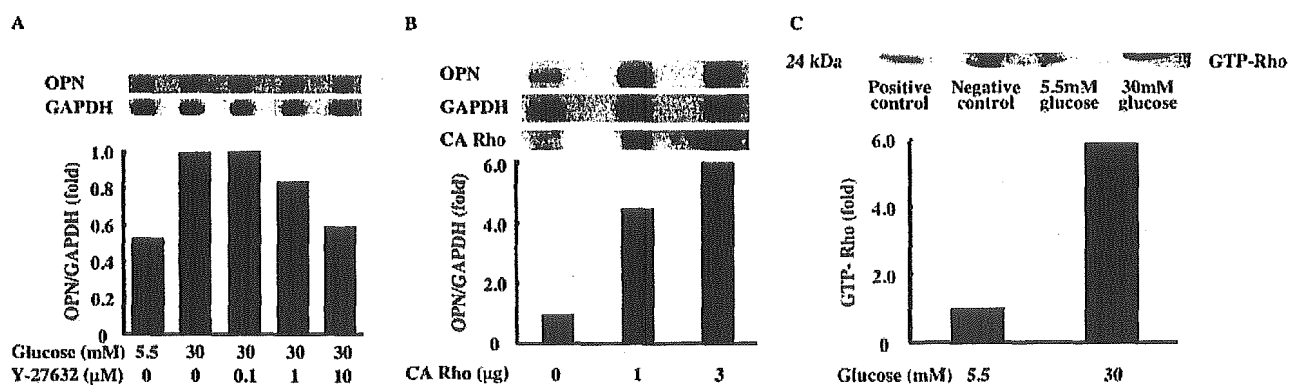 A
OPN
GAPDH
OPN/GAPDH (fold)
1.0
0.8
0.6
0.4
0.2
0
Glucose (mM) 5.5 30 30 30 30
Y-27632 (μM) 0 0 0.1 1 10
B
OPN
GAPDH
CA Rho
OPN/GAPDH (fold)
6.0
4.0
2.0
0
CA Rho (μg) 0 1 3
C
24 kDa
GTP-Rho
Positive control
Negative control
5.5mM glucose
30mM glucose
GTP- Rho (fold)
6.0
4.0
2.0
0
Glucose (mM) 5.5 30